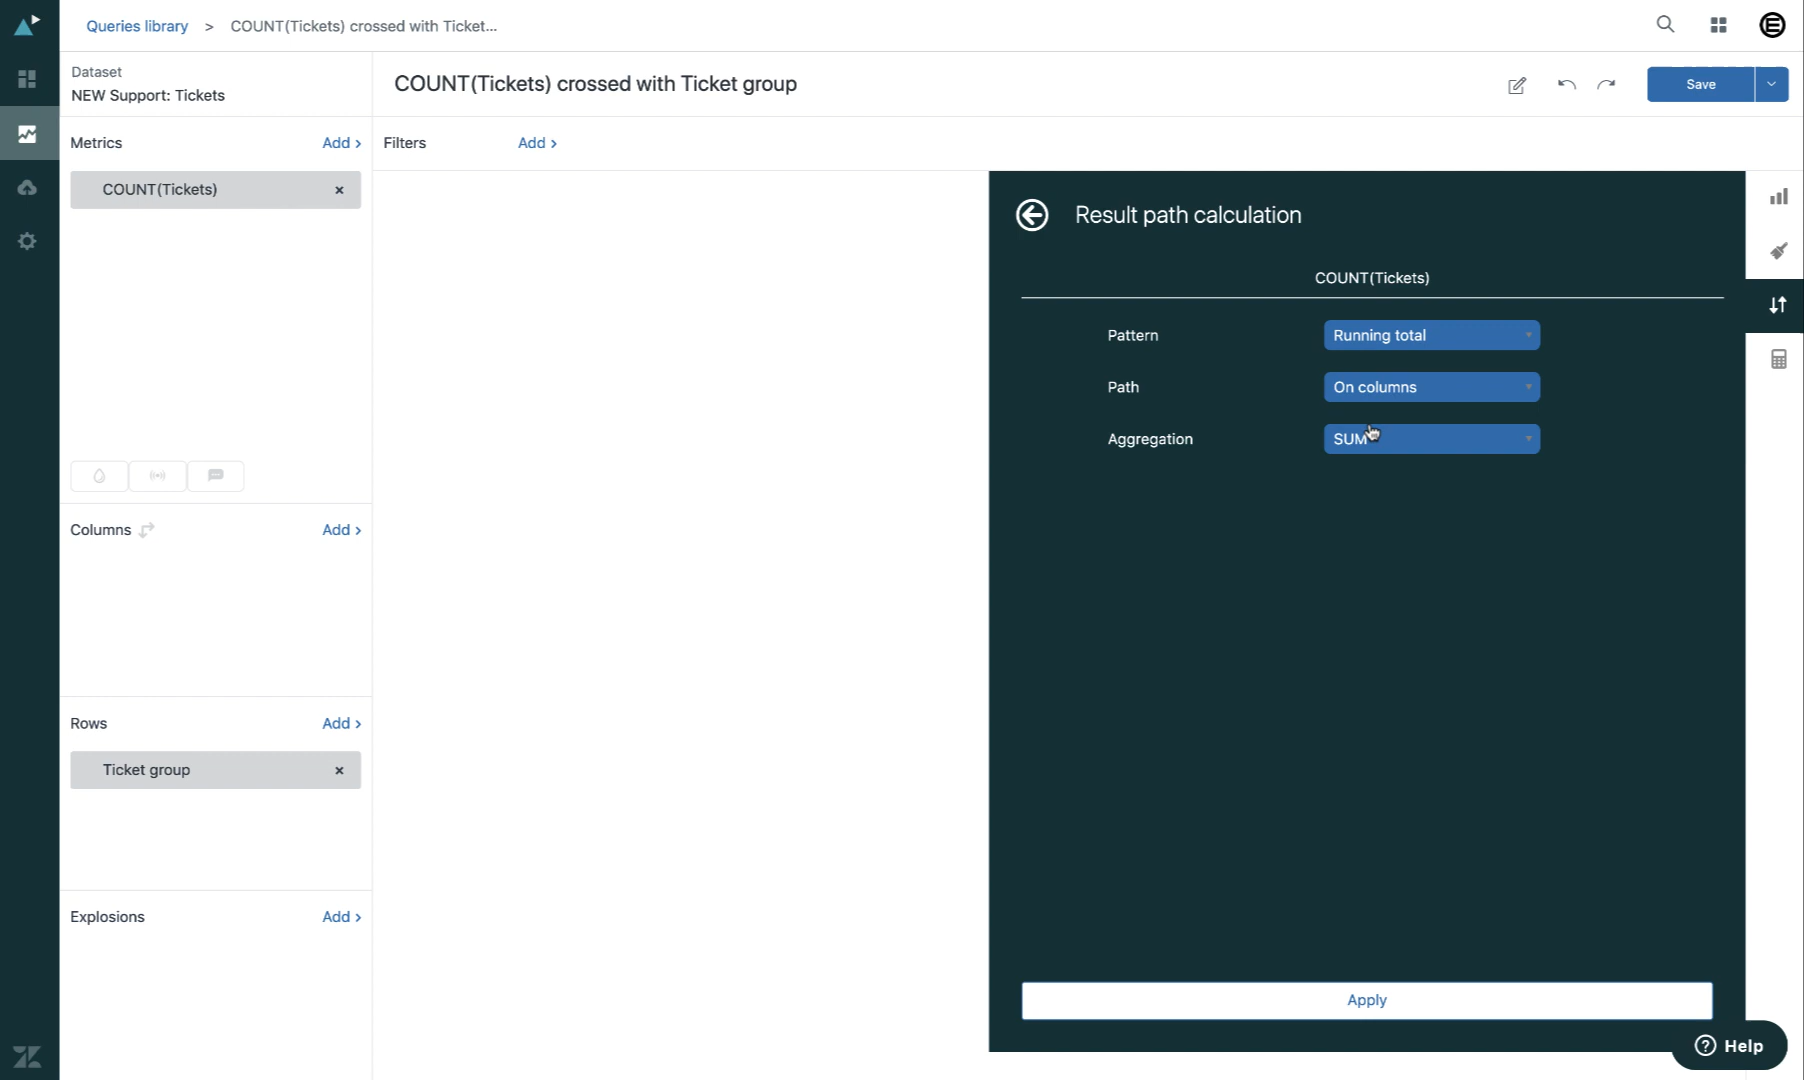 Queries library > COUNT(Tickets) crossed with Ticket...
Dataset
NEW Support: Tickets
COUNT(Tickets) crossed with Ticket group
Save
Metrics Add >
Filters Add >
COUNT(Tickets) ×
Result path calculation
COUNT(Tickets)
Pattern Running total
Path On columns
Aggregation SUM
Columns Add >
Rows Add >
Ticket group ×
Explosions Add >
Apply
Help